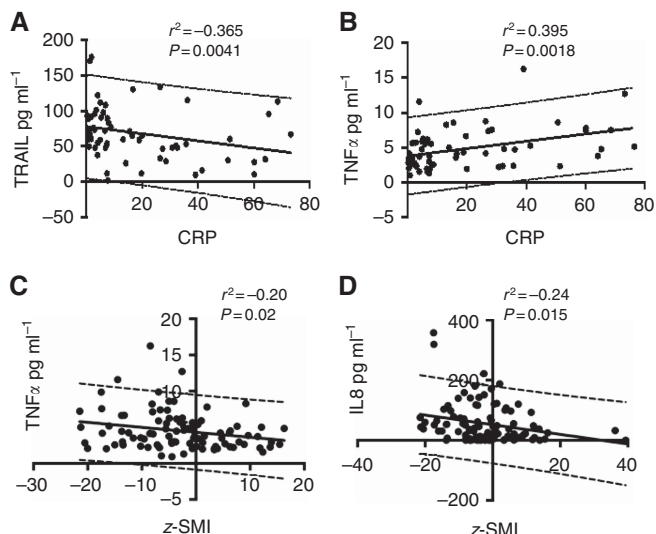 A
r² = –0.365
P = 0.0041
200
150
100
50
0
–50
20
40
60
80
TRAIL pg ml⁻¹
CRP
B
r² = 0.395
P = 0.0018
20
15
10
5
0
–5
20
40
60
80
TNFα pg ml⁻¹
CRP
C
r² = –0.20
P = 0.02
20
15
10
5
–5
–30
–20
–10
0
10
20
TNFα pg ml⁻¹
z-SMI
D
r² = –0.24
P = 0.015
400
200
–200
–40
–20
0
20
40
IL8 pg ml⁻¹
z-SMI